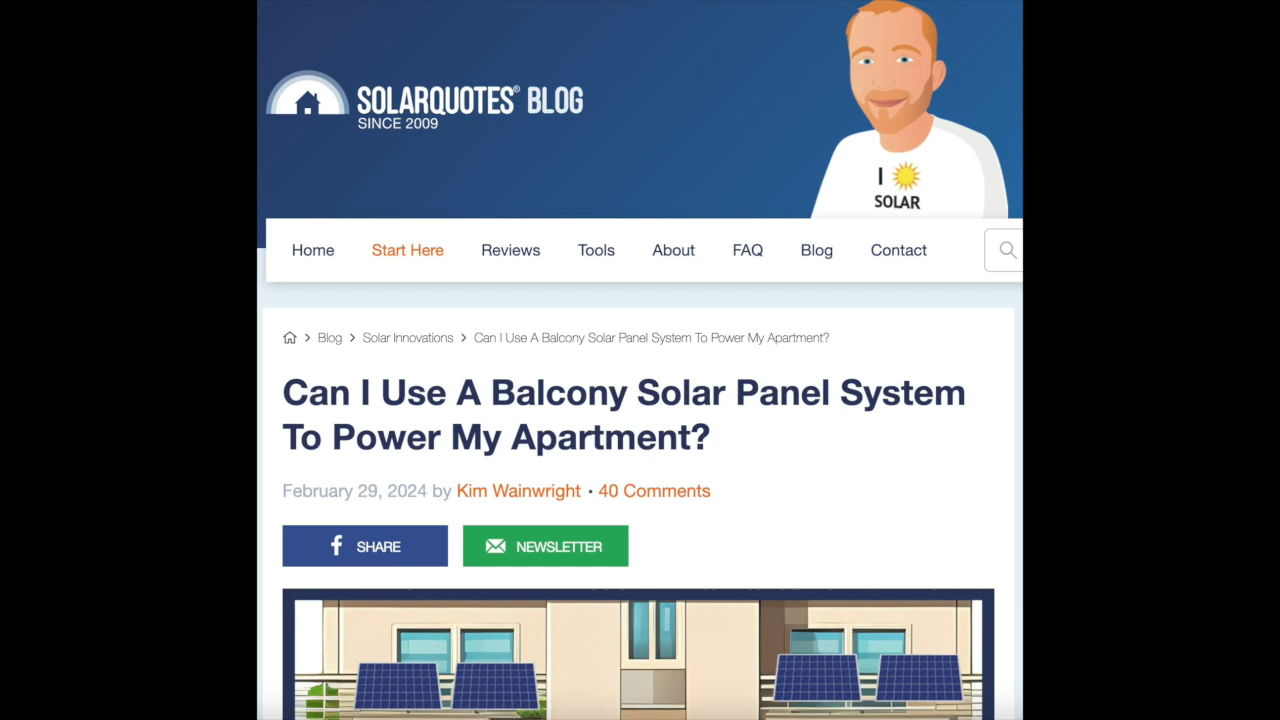 SOLARQUOTES® BLOG
SINCE 2009
I
SOLAR
Home Start Here Reviews Tools About FAQ Blog Contact
Blog > Solar Innovations > Can I Use A Balcony Solar Panel System To Power My Apartment?
Can I Use A Balcony Solar Panel System
To Power My Apartment?
February 29, 2024 by Kim Wainwright · 40 Comments
SHARE NEWSLETTER